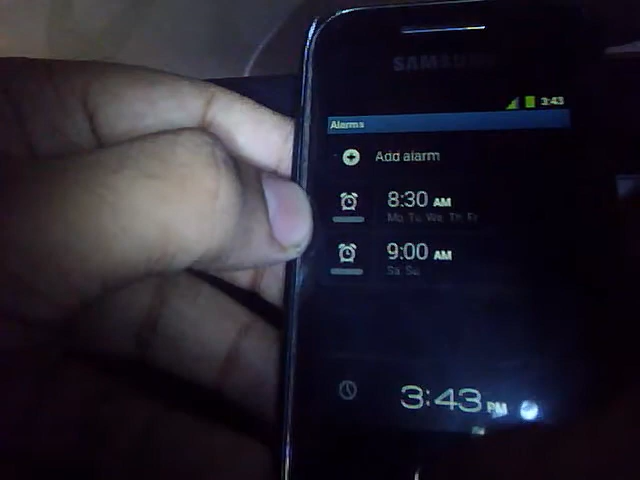 SAMSUNG
3:43
Alarms
Add alarm
8:30 AM
Mo Tu We Th Fr
9:00 AM
Sa Su
3:43 PM